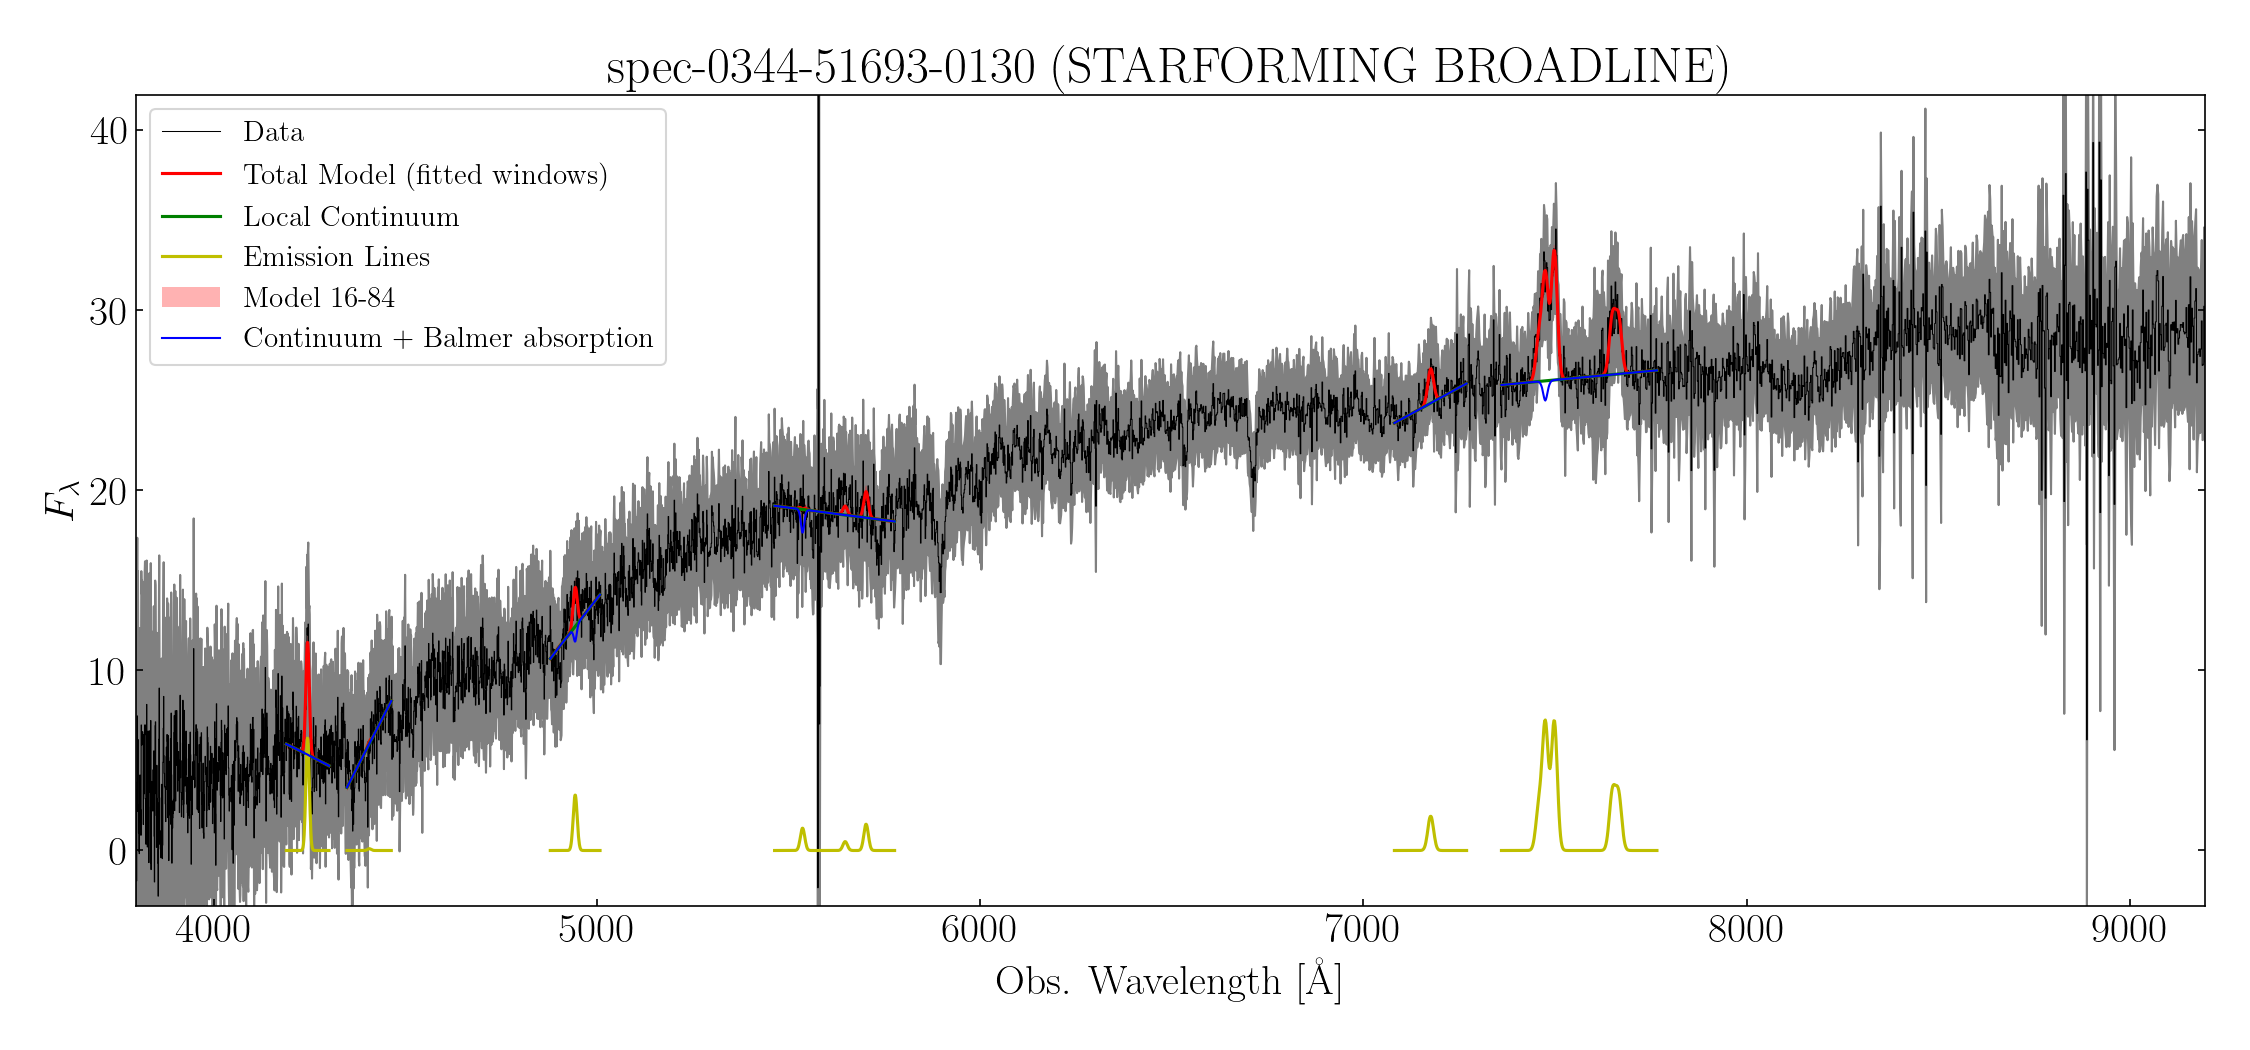 spec-0344-51693-0130 (STARFORMING BROADLINE)
Data
Total Model (fitted windows)
Local Continuum
Emission Lines
Model 16-84
Continuum + Balmer absorption
40
30
20
10
0
Fλ
4000 5000 6000 7000 8000 9000
Obs. Wavelength [Å]